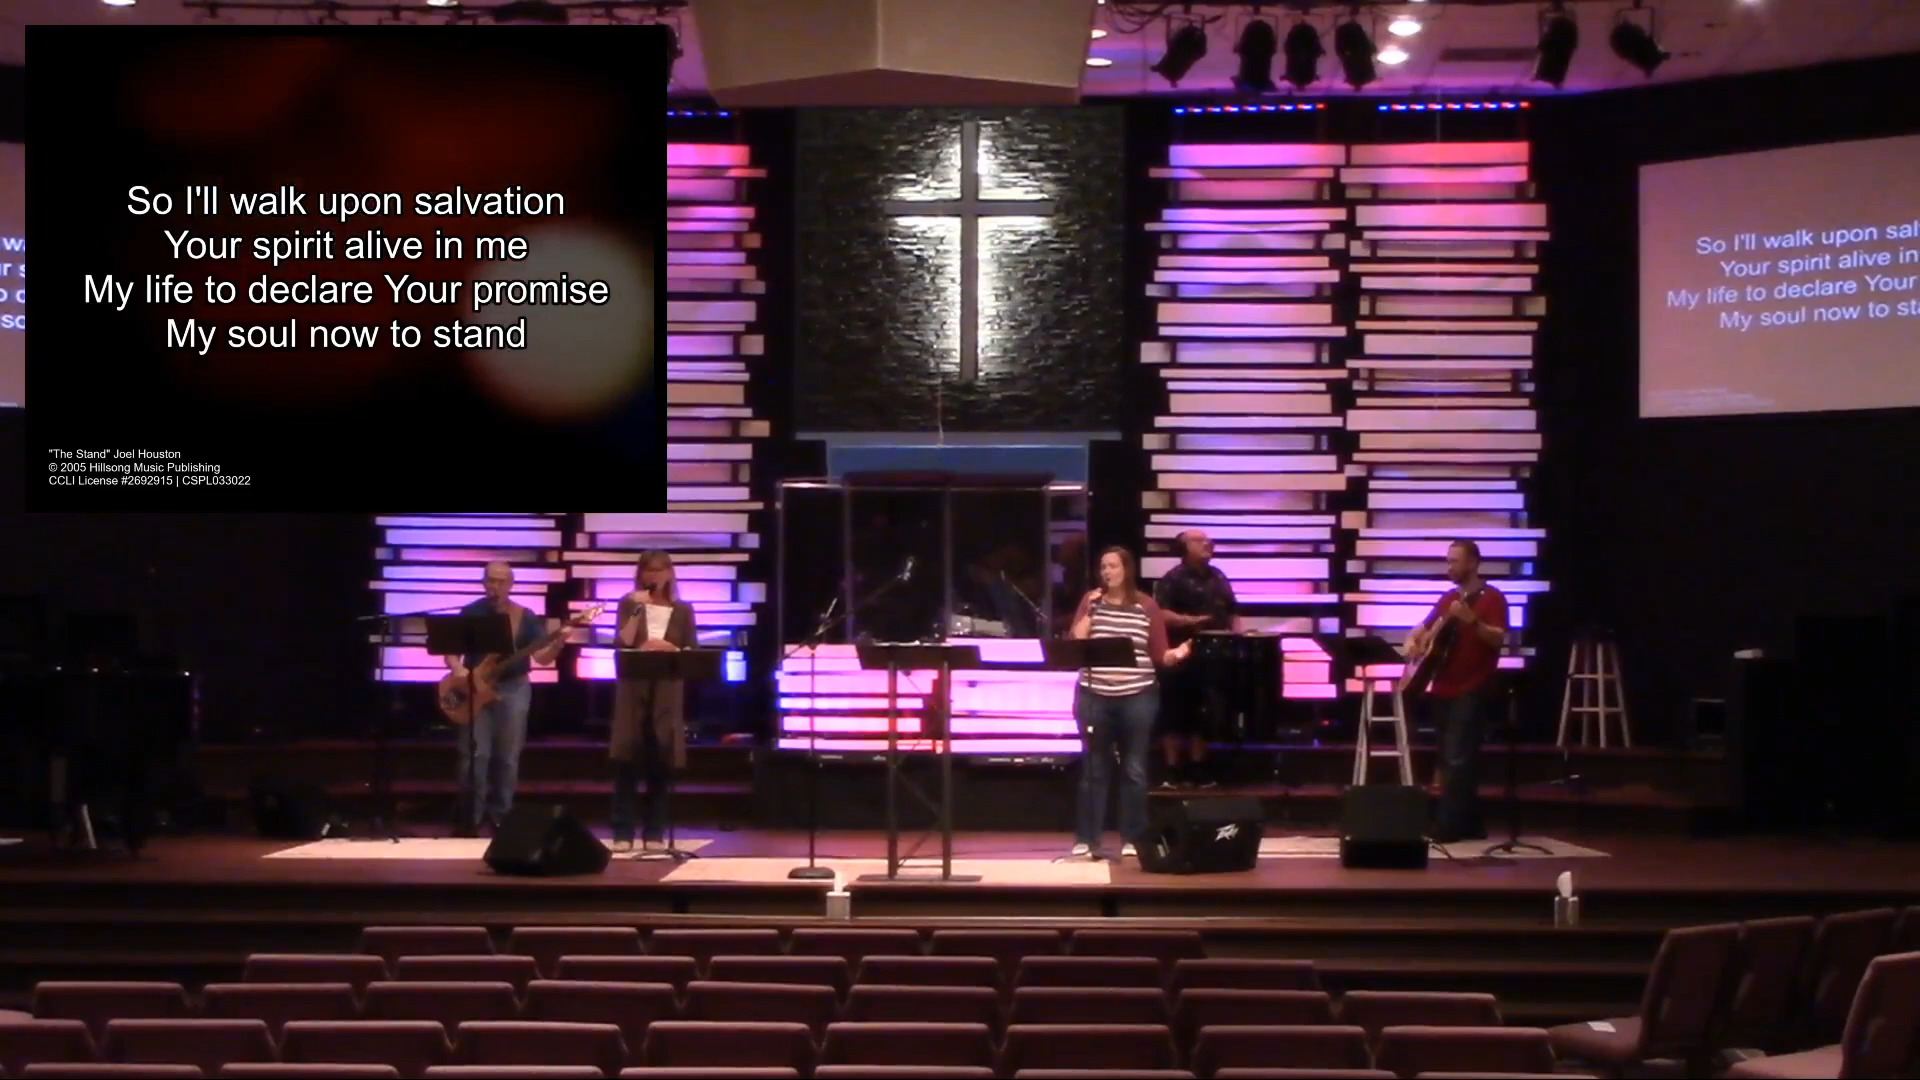 So I'll walk upon salvation
Your spirit alive in me
My life to declare Your promise
My soul now to stand
"The Stand" Joel Houston
© 2005 Hillsong Music Publishing
CCLI License #2692915 | CSPL033022
So I'll walk upon
Your spirit alive in
My life to declare Your
My soul now to